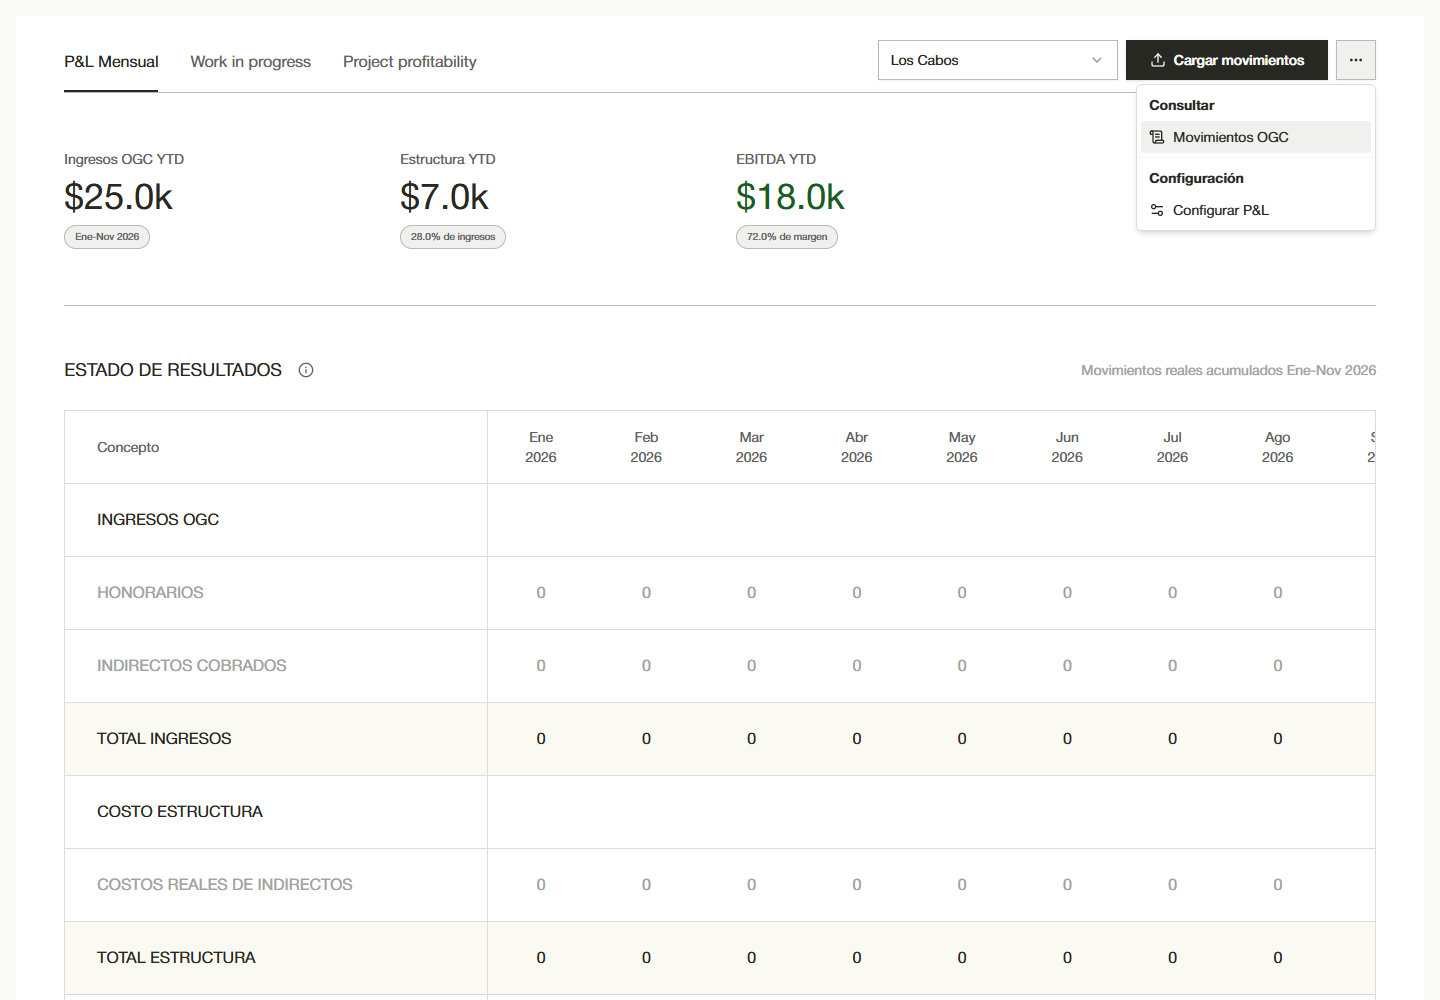 P&L Mensual
Work in progress
Project profitability
Los Cabos
Cargar movimientos
Consultar
Movimientos OGC
Configuración
Configurar P&L
Ingresos OGC YTD
$25.0k
Ene-Nov 2026
Estructura YTD
$7.0k
28.0% de ingresos
EBITDA YTD
$18.0k
72.0% de margen
ESTADO DE RESULTADOS
Movimientos reales acumulados Ene-Nov 2026
Concepto Ene 2026 Feb 2026 Mar 2026 Abr 2026 May 2026 Jun 2026 Jul 2026 Ago 2026
INGRESOS OGC
HONORARIOS 0 0 0 0 0 0 0 0
INDIRECTOS COBRADOS 0 0 0 0 0 0 0 0
TOTAL INGRESOS 0 0 0 0 0 0 0 0
COSTO ESTRUCTURA
COSTOS REALES DE INDIRECTOS 0 0 0 0 0 0 0 0
TOTAL ESTRUCTURA 0 0 0 0 0 0 0 0